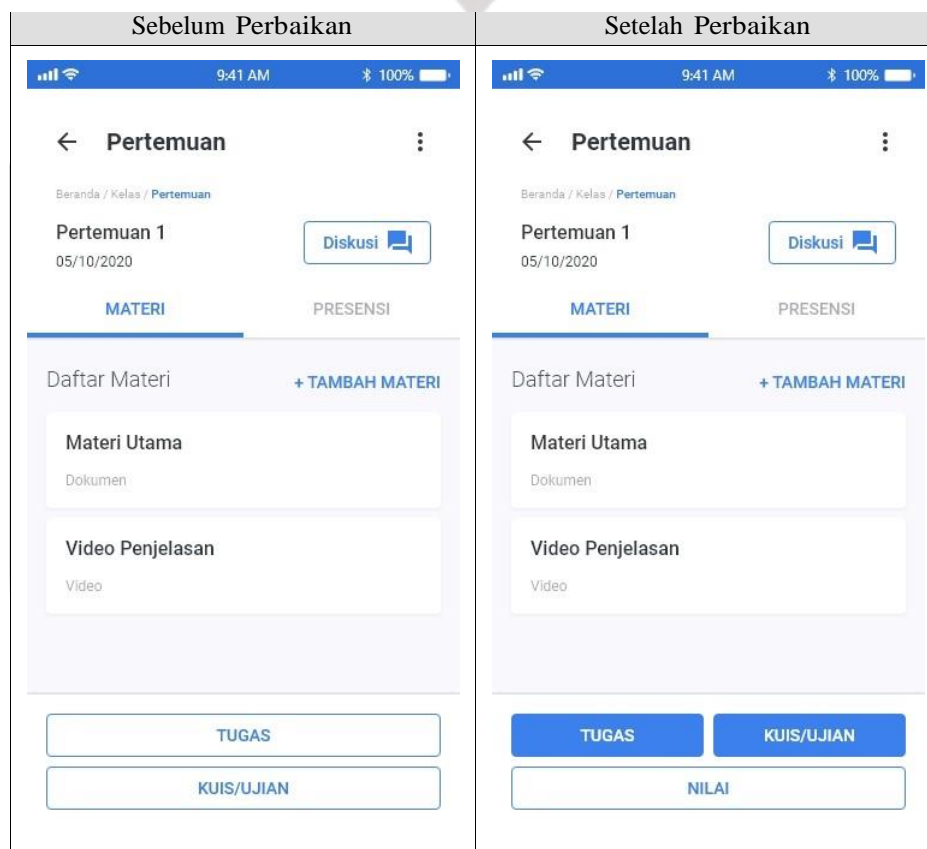 Sebelum Perbaikan
9:41 AM
100%
Pertemuan
Beranda / Kelas / Pertemuan
Pertemuan 1
Diskusi
05/10/2020
MATERI PRESENSI
Daftar Materi + TAMBAH MATERI
Materi Utama
Dokumen
Video Penjelasan
Video
TUGAS
KUIS/UJIAN
Setelah Perbaikan
9:41 AM
100%
Pertemuan
Beranda / Kelas / Pertemuan
Pertemuan 1
Diskusi
05/10/2020
MATERI PRESENSI
Daftar Materi + TAMBAH MATERI
Materi Utama
Dokumen
Video Penjelasan
Video
TUGAS KUIS/UJIAN
NILAI